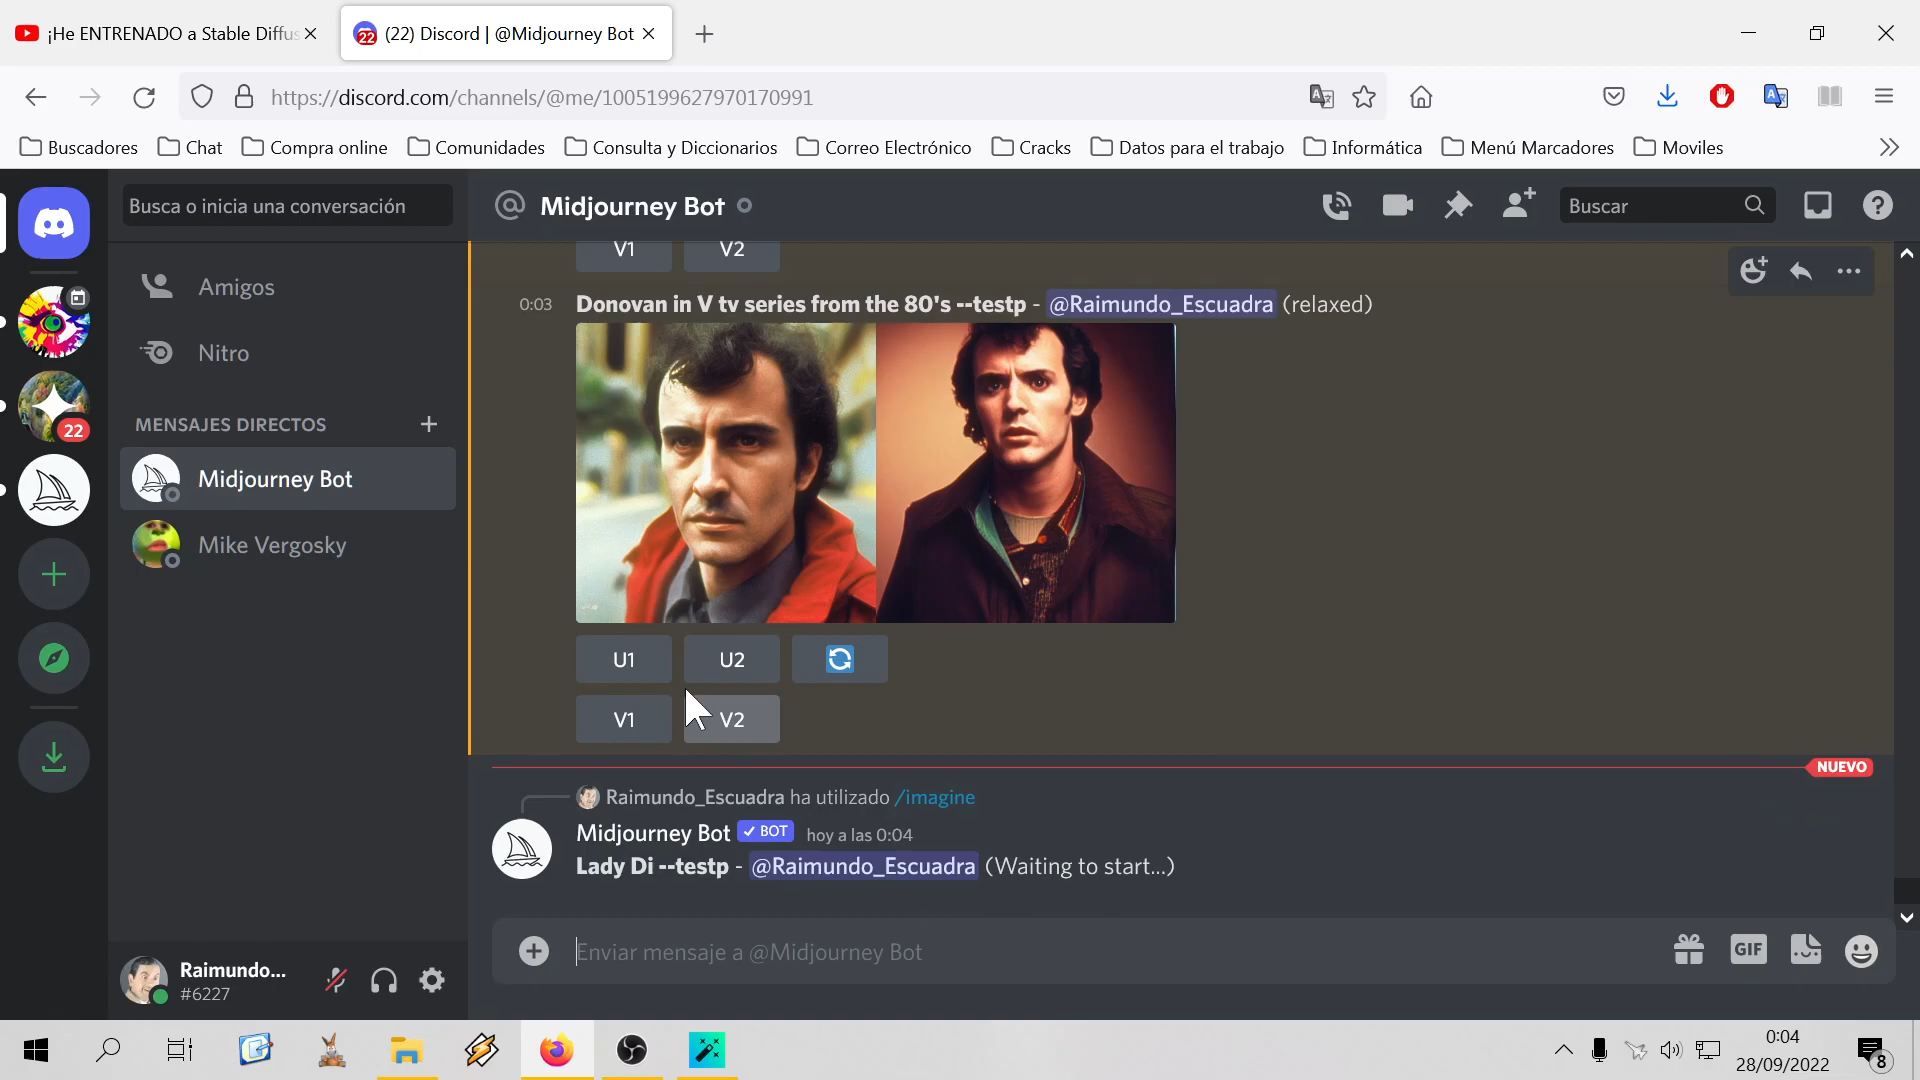 ¡He ENTRENADO a Stable Diffus
(22) Discord | @Midjourney Bot
https://discord.com/channels/@me/1005199627970170991
Buscadores
Chat
Compra online
Comunidades
Consulta y Diccionarios
Correo Electrónico
Cracks
Datos para el trabajo
Informática
Menú Marcadores
Moviles
Busca o inicia una conversación
Midjourney Bot
Buscar
Amigos
Nitro
MENSAJES DIRECTOS
Midjourney Bot
Mike Vergosky
22
V1
V2
0:03
Donovan in V tv series from the 80's --testp - @Raimundo_Escuadra (relaxed)
U1
U2
V1
V2
NUEVO
Raimundo_Escuadra ha utilizado /imagine
Midjourney Bot BOT hoy a las 0:04
Lady Di --testp - @Raimundo_Escuadra (Waiting to start...)
Enviar mensaje a @Midjourney Bot
GIF
Raimundo...
#6227
0:04
28/09/2022
8